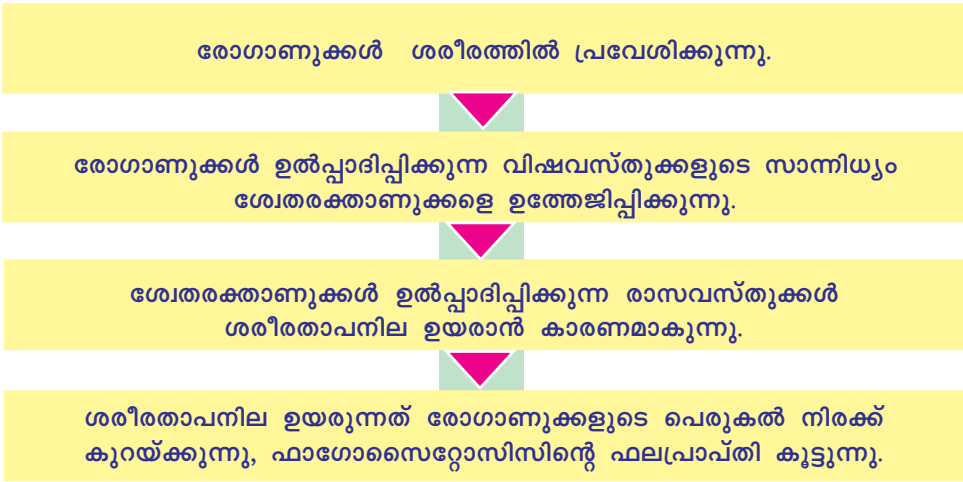 രോഗാണുക്കൾ ശരീരത്തിൽ പ്രവേശിക്കുന്നു.
രോഗാണുക്കൾ ഉൽപ്പാദിപ്പിക്കുന്ന വിഷവസ്തുക്കളുടെ സാന്നിധ്യം
ശ്വേതരക്താണുക്കളെ ഉത്തേജിപ്പിക്കുന്നു.
ശ്വേതരക്താണുക്കൾ ഉൽപ്പാദിപ്പിക്കുന്ന രാസവസ്തുക്കൾ
ശരീരതാപനില ഉയരാൻ കാരണമാകുന്നു.
ശരീരതാപനില ഉയരുന്നത് രോഗാണുക്കളുടെ പെരുകൽ നിരക്ക്
കുറയ്ക്കുന്നു, ഫാഗോസൈറ്റോസിസിന്റെ ഫലപ്രാപ്തി കൂട്ടുന്നു.